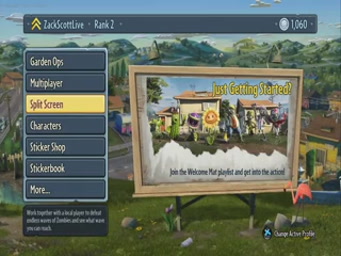 ZackScottLive · Rank 2
1,060
Garden Ops
Multiplayer
Split Screen
Characters
Sticker Shop
Stickerbook
More...
Just Getting Started?
Join the Welcome Mat playlist and get into the action!
Work together with a local player to defeat
endless waves of Zombies and see what wave
you can reach.
Change Active Profile